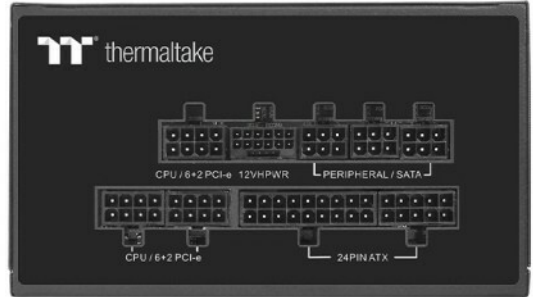 thermaltake
CPU / 6+2 PCI-e 12VHPWR PERIPHERAL / SATA
CPU / 6+2 PCI-e 24PIN ATX